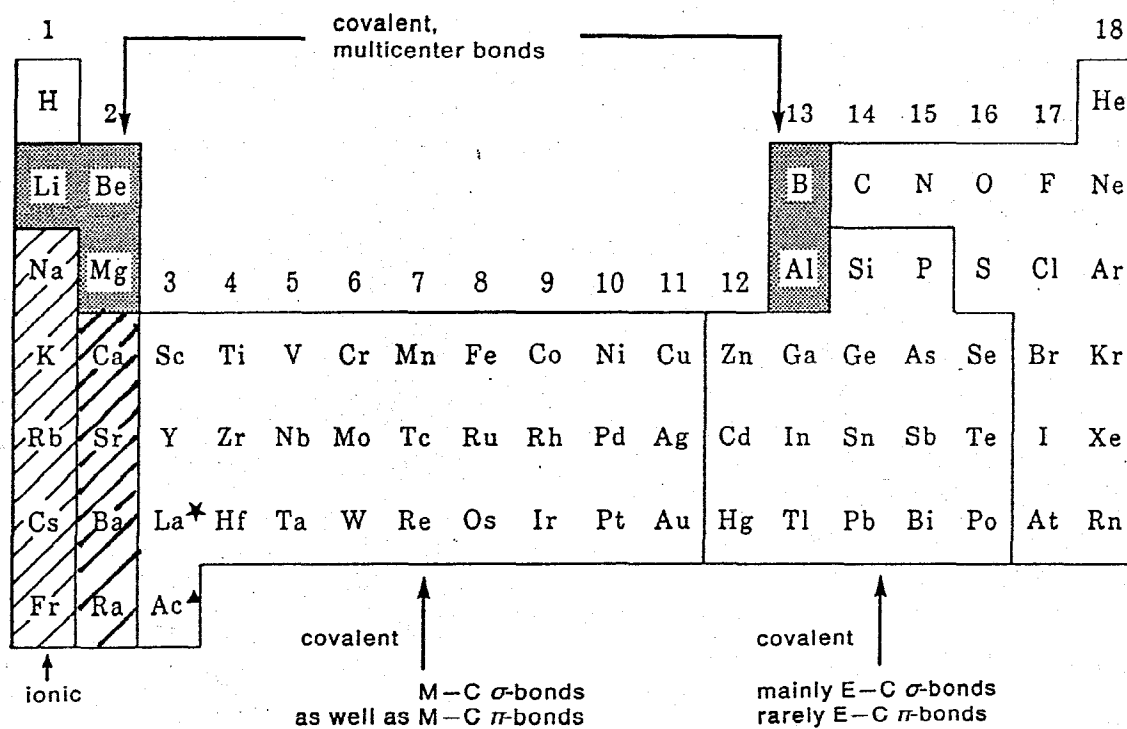 covalent,
multicenter bonds
1 18
H 2 13 14 15 16 17 He
Li Be B C N O F Ne
Na Mg 3 4 5 6 7 8 9 10 11 12 Al Si P S Cl Ar
K Ca Sc Ti V Cr Mn Fe Co Ni Cu Zn Ga Ge As Se Br Kr
Rb Sr Y Zr Nb Mo Tc Ru Rh Pd Ag Cd In Sn Sb Te I Xe
Cs Ba La★ Hf Ta W Re Os Ir Pt Au Hg Tl Pb Bi Po At Rn
Fr Ra Ac▲
ionic
covalent
M–C σ-bonds
as well as M–C π-bonds
covalent
mainly E–C σ-bonds
rarely E–C π-bonds